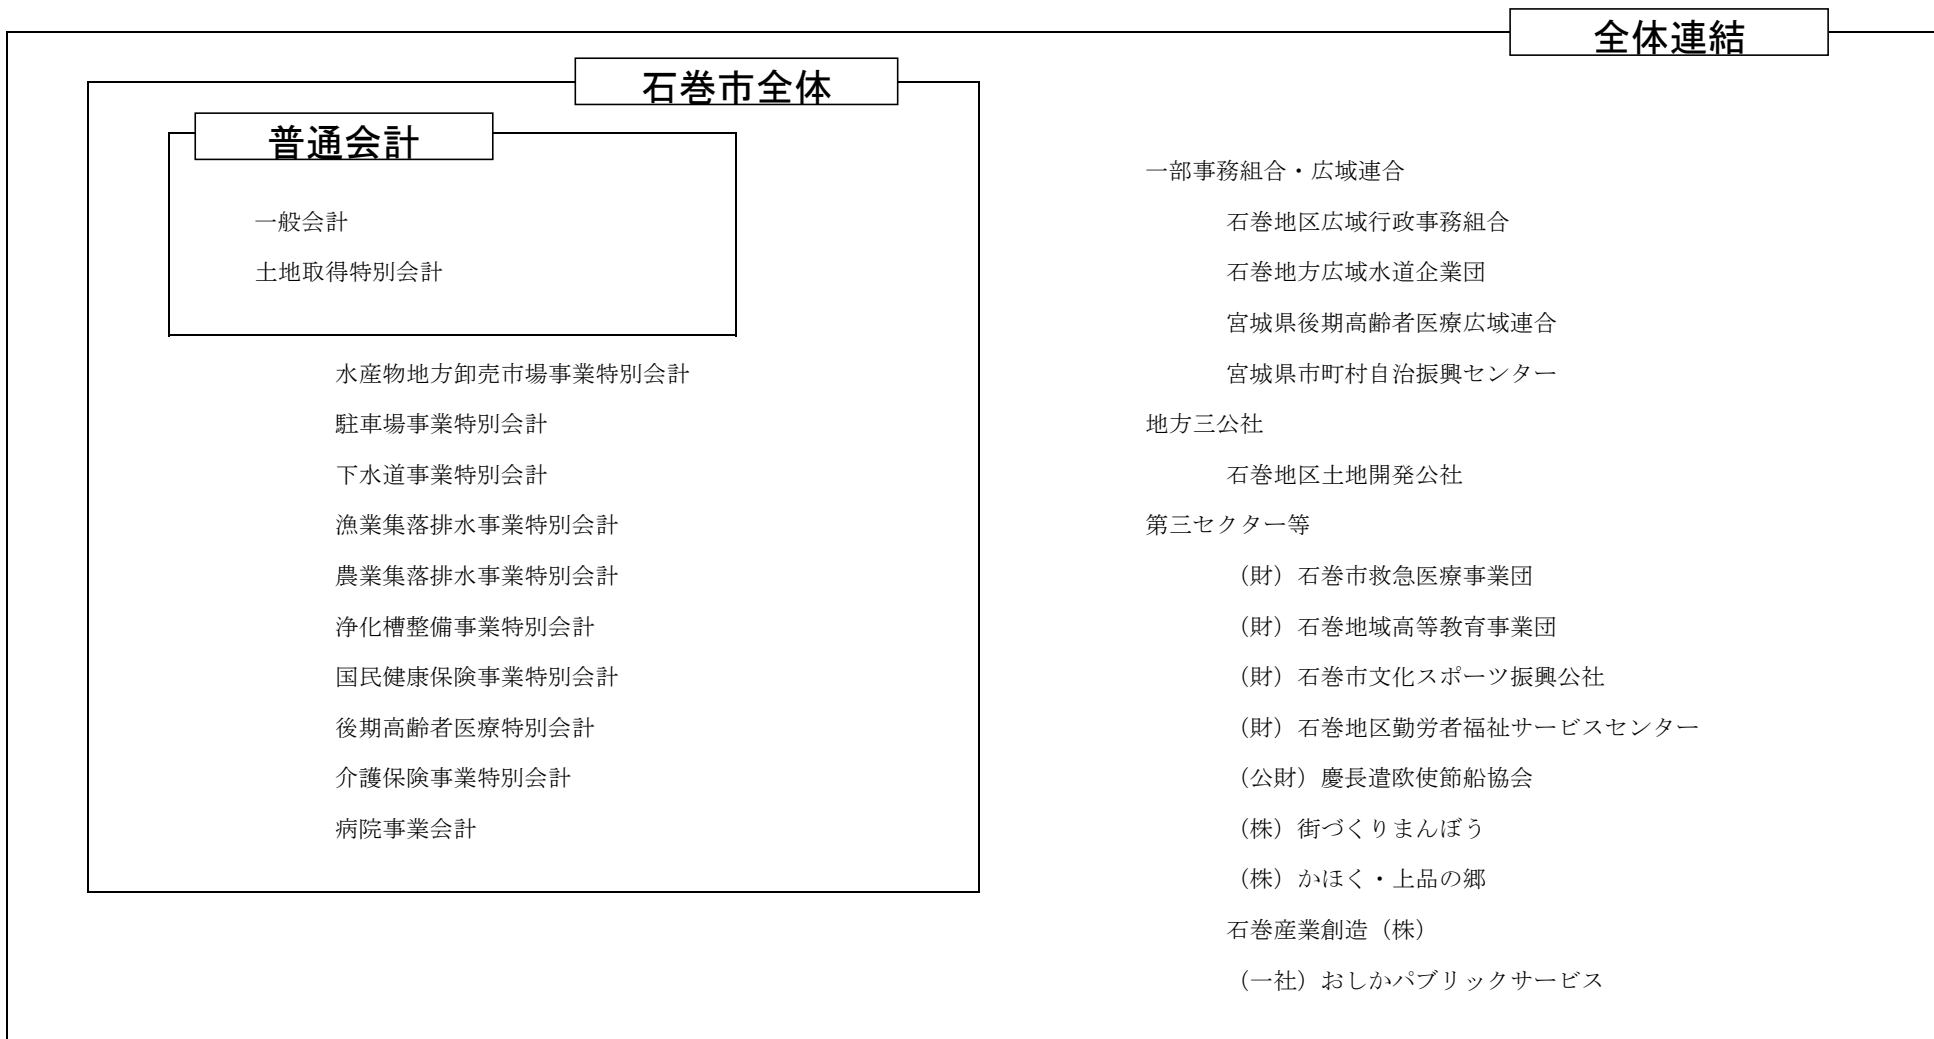 全体連結
石巻市全体
普通会計
一般会計
土地取得特別会計
水産物地方卸売市場事業特別会計
駐車場事業特別会計
下水道事業特別会計
漁業集落排水事業特別会計
農業集落排水事業特別会計
浄化槽整備事業特別会計
国民健康保険事業特別会計
後期高齢者医療特別会計
介護保険事業特別会計
病院事業会計
一部事務組合・広域連合
石巻地区広域行政事務組合
石巻地方広域水道企業団
宮城県後期高齢者医療広域連合
宮城県市町村自治振興センター
地方三公社
石巻地区土地開発公社
第三セクター等
（財）石巻市救急医療事業団
（財）石巻地域高等教育事業団
（財）石巻市文化スポーツ振興公社
（財）石巻地区勤労者福祉サービスセンター
（公財）慶長遣欧使節船協会
（株）街づくりまんぼう
（株）かほく・上品の郷
石巻産業創造（株）
（一社）おしかパブリックサービス